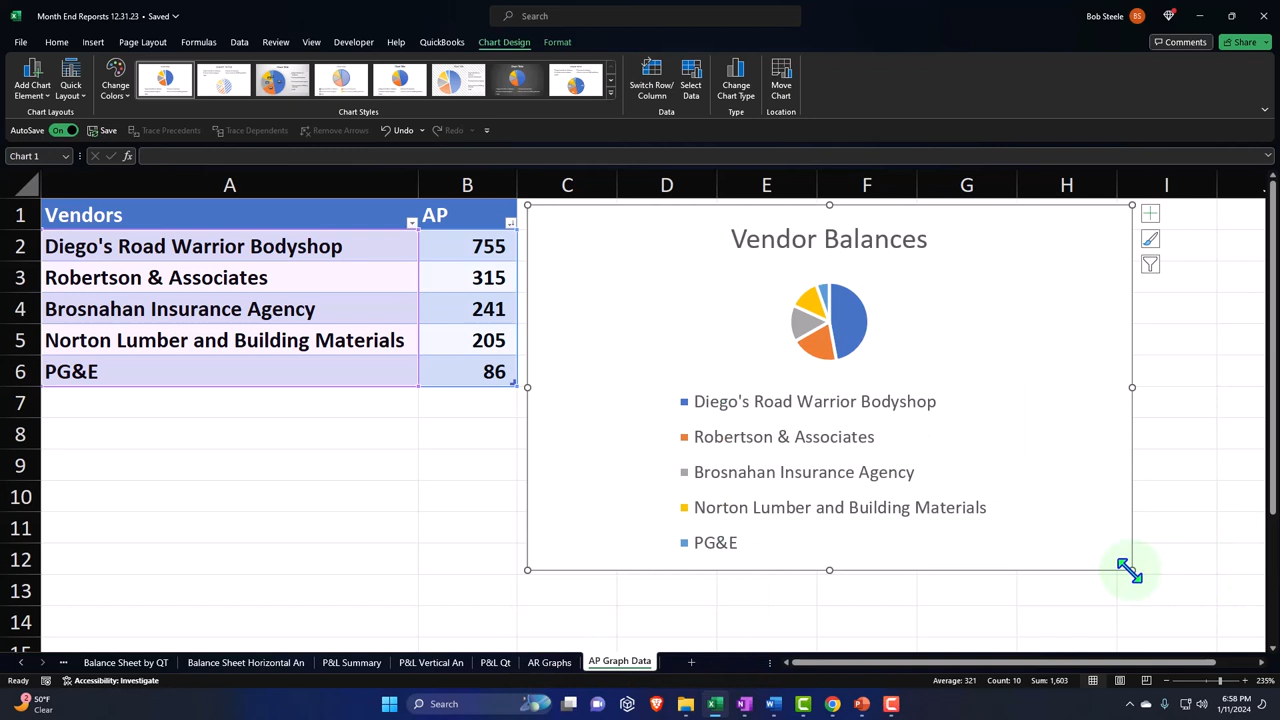 Month End Reporsts 12.31.23 • Saved
Search
Bob Steele BS
File Home Insert Page Layout Formulas Data Review View Developer Help QuickBooks Chart Design Format
Comments Share
Add Chart Element
Quick Layout
Change Colors
Switch Row/Column
Select Data
Change Chart Type
Move Chart
Chart Layouts Chart Styles Data Type Location
AutoSave On Save Trace Precedents Trace Dependents Remove Arrows Undo Redo
Chart 1 fx
A B C D E F G H I
1 Vendors AP
2 Diego's Road Warrior Bodyshop 755
3 Robertson & Associates 315
4 Brosnahan Insurance Agency 241
5 Norton Lumber and Building Materials 205
6 PG&E 86
7
8
9
10
11
12
13
14
Vendor Balances
Diego's Road Warrior Bodyshop
Robertson & Associates
Brosnahan Insurance Agency
Norton Lumber and Building Materials
PG&E
... Balance Sheet by QT Balance Sheet Horizontal An P&L Summary P&L Vertical An P&L Qt AR Graphs AP Graph Data
Ready Accessibility: Investigate Average: 321 Count: 10 Sum: 1,603 235%
2 50°F
Clear
Search
6:58 PM
1/11/2024